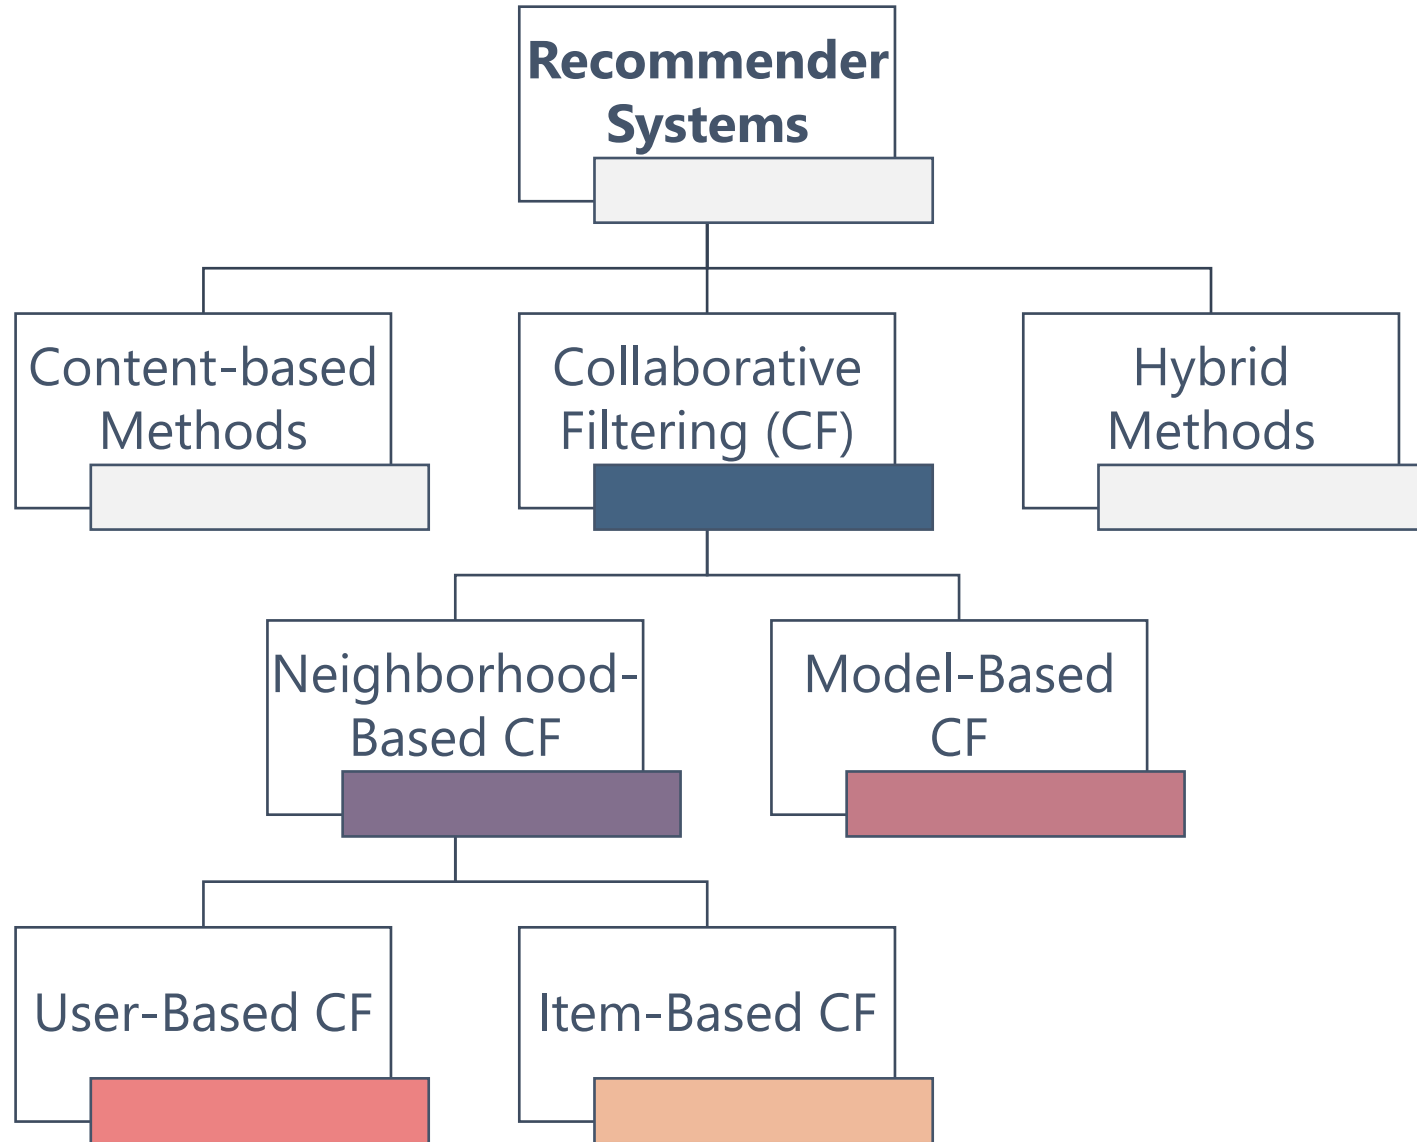 Recommender
Systems
Content-based
Methods
Collaborative
Filtering (CF)
Hybrid
Methods
Neighborhood-
Based CF
Model-Based
CF
User-Based CF
Item-Based CF